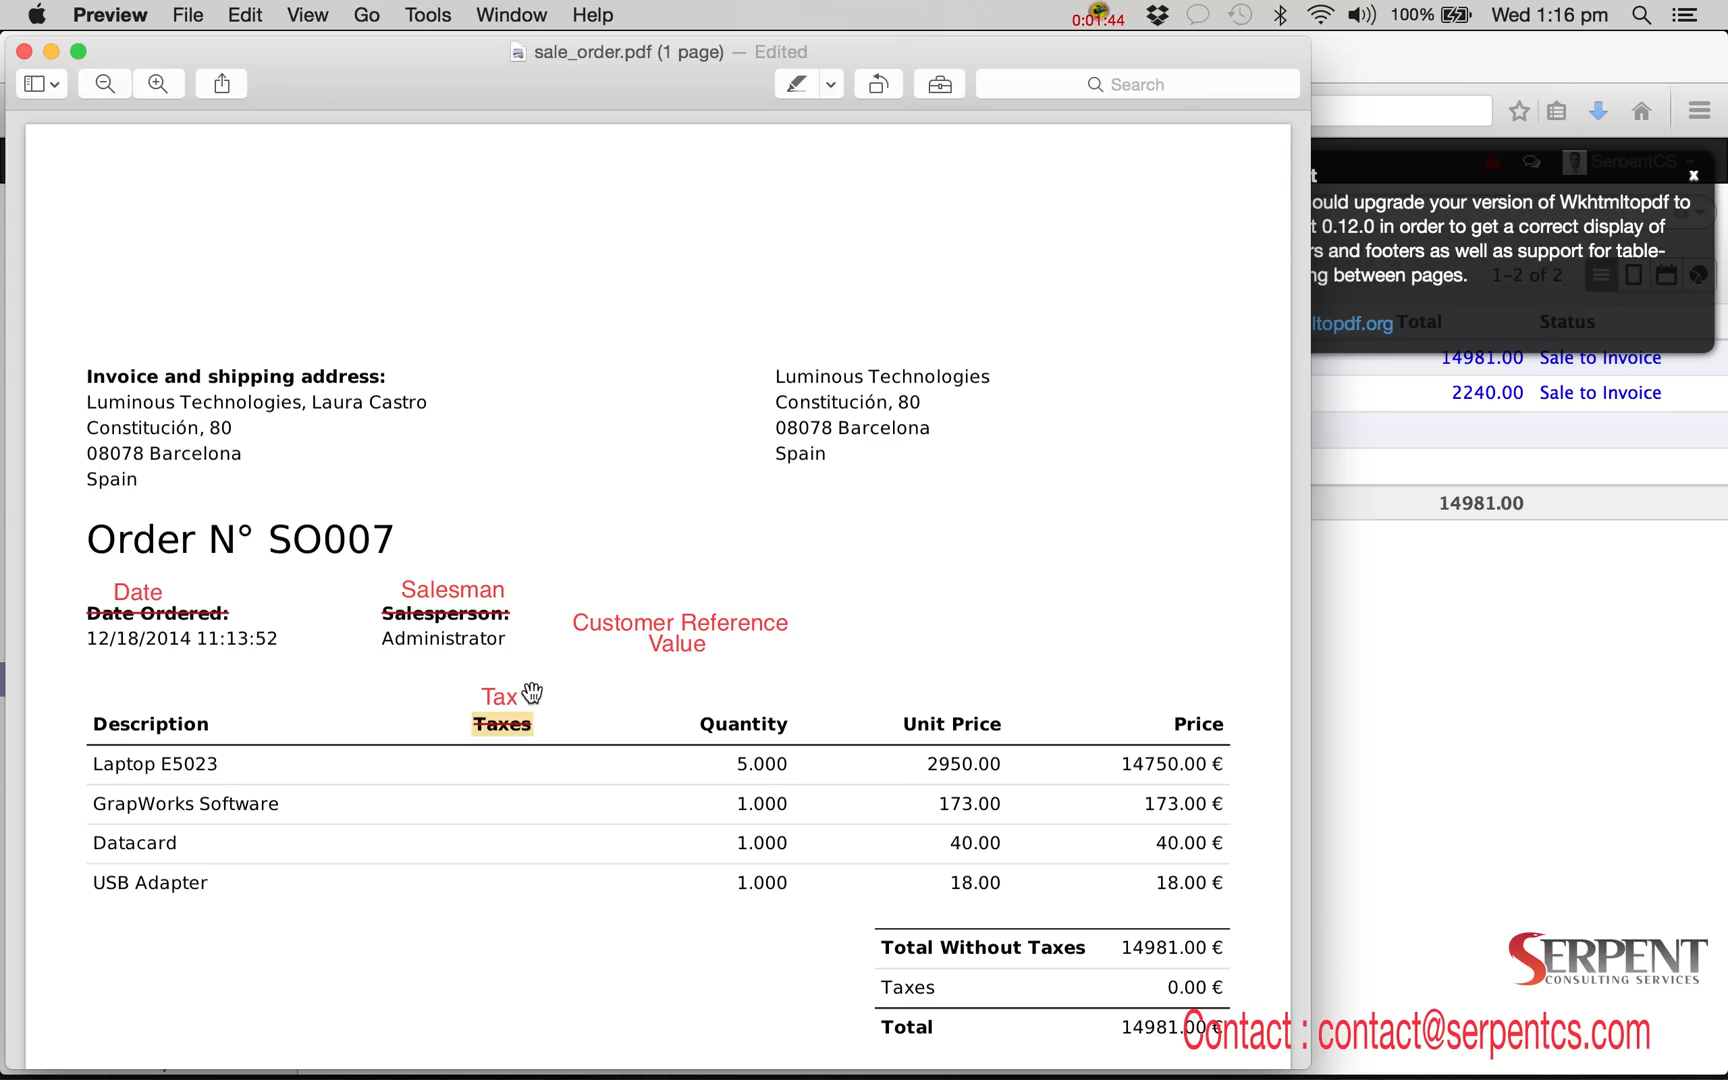 Preview File Edit View Go Tools Window Help
0:01:44 100% Wed 1:16 pm
sale_order.pdf (1 page) — Edited
Search
SerpentCS
x
ould upgrade your version of Wkhtmltopdf to
t 0.12.0 in order to get a correct display of
rs and footers as well as support for table-
ng between pages.
1-2 of 2
ltopdf.org Total Status
14981.00 Sale to Invoice
2240.00 Sale to Invoice
14981.00
Invoice and shipping address:
Luminous Technologies, Laura Castro
Constitución, 80
08078 Barcelona
Spain
Luminous Technologies
Constitución, 80
08078 Barcelona
Spain
Order N° SO007
Date Salesman
Date Ordered: Salesperson:
12/18/2014 11:13:52 Administrator
Customer Reference
Value
Tax
Description Taxes Quantity Unit Price Price
Laptop E5023 5.000 2950.00 14750.00 €
GrapWorks Software 1.000 173.00 173.00 €
Datacard 1.000 40.00 40.00 €
USB Adapter 1.000 18.00 18.00 €
Total Without Taxes 14981.00 €
Taxes 0.00 €
Total 14981.00 €
SERPENT
CONSULTING SERVICES
Contact : contact@serpentcs.com